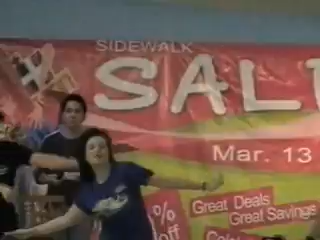 SIDEWALK
SAL
Mar. 13
Great Deals
Great Savings
%
off